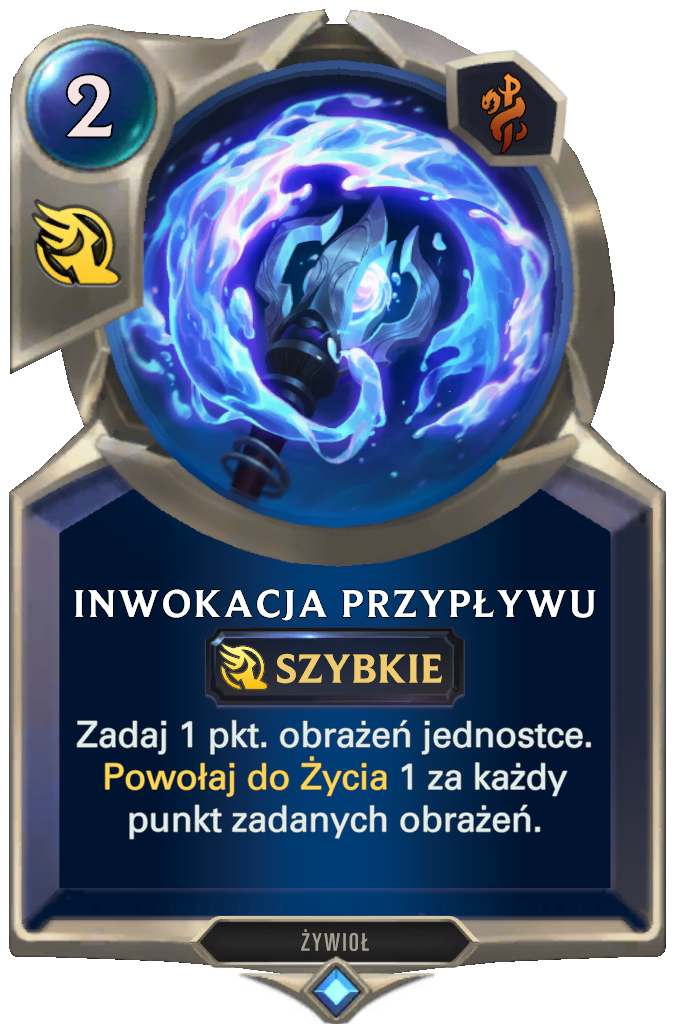 2
INWOKACJA PRZYPŁYWU
SZYBKIE
Zadaj 1 pkt. obrażeń jednostce.
Powołaj do Życia 1 za każdy
punkt zadanych obrażeń.
ŻYWIOŁ